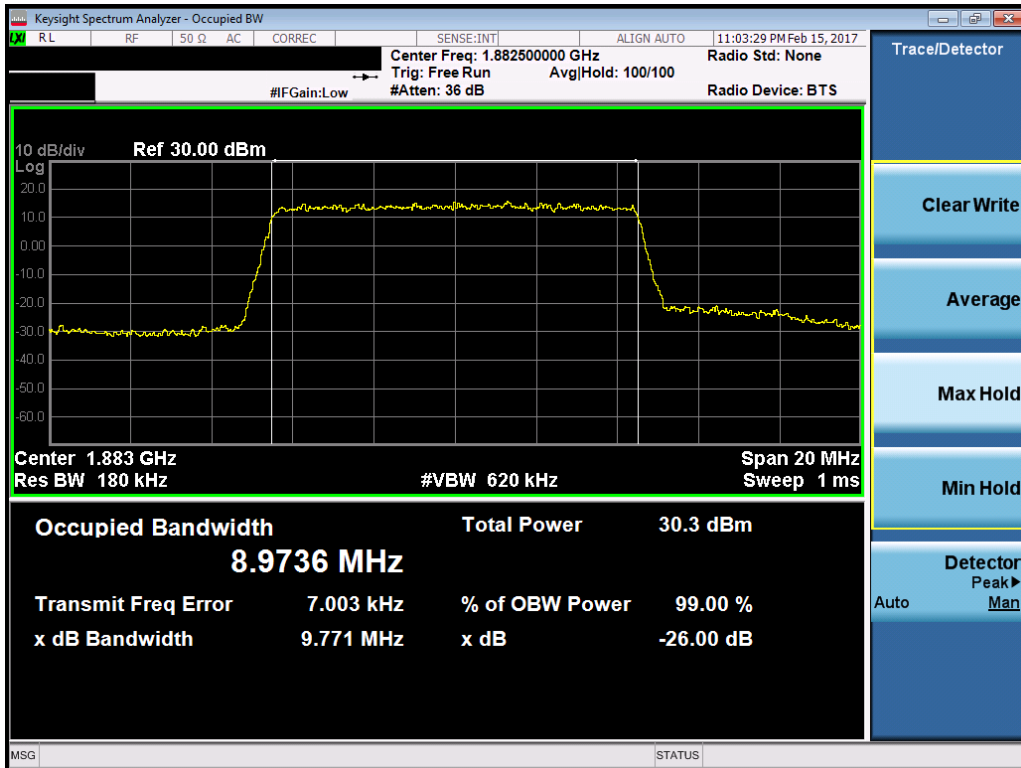 Keysight Spectrum Analyzer - Occupied BW
LXI RL RF 50 Ω AC CORREC SENSE:INT ALIGN AUTO 11:03:29 PM Feb 15, 2017
Center Freq: 1.882500000 GHz Radio Std: None
Trig: Free Run Avg|Hold: 100/100
#IFGain:Low #Atten: 36 dB Radio Device: BTS
Trace/Detector
10 dB/div Ref 30.00 dBm
Log
20.0
10.0
0.00
-10.0
-20.0
-30.0
-40.0
-50.0
-60.0
Center 1.883 GHz Span 20 MHz
Res BW 180 kHz #VBW 620 kHz Sweep 1 ms
Occupied Bandwidth Total Power 30.3 dBm
8.9736 MHz
Transmit Freq Error 7.003 kHz % of OBW Power 99.00 %
x dB Bandwidth 9.771 MHz x dB -26.00 dB
Clear Write
Average
Max Hold
Min Hold
Detector
Peak▶
Auto Man
MSG STATUS